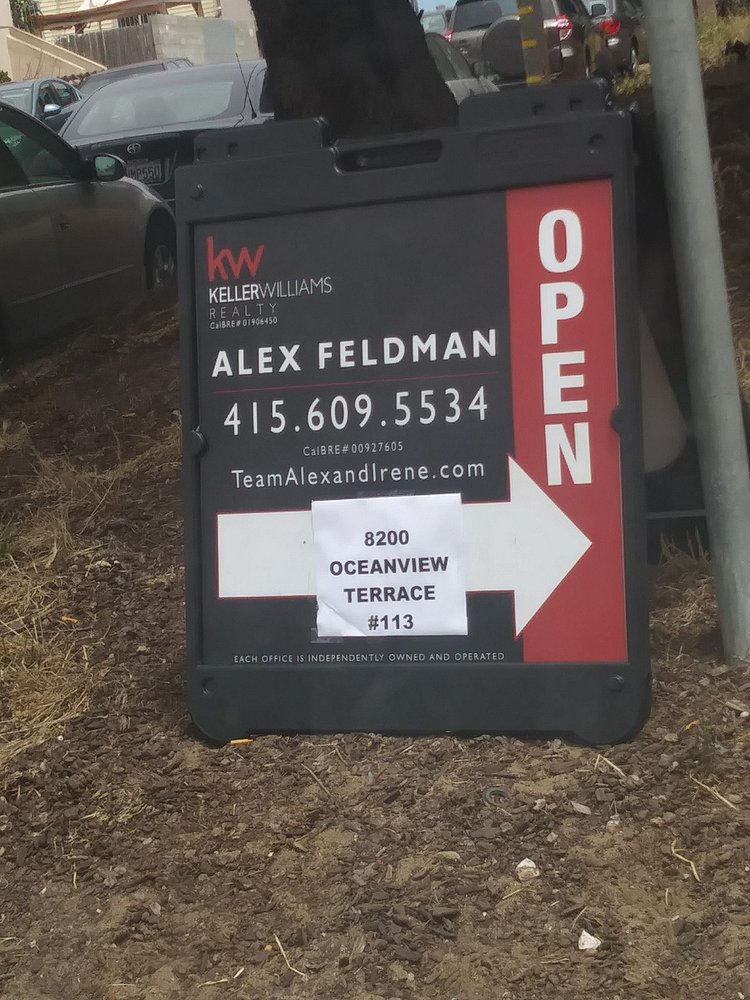 kw
KELLERWILLIAMS
REALTY
CalBRE# 01906450
ALEX FELDMAN
415.609.5534
CalBRE# 00927605
TeamAlexandIrene.com
OPEN
8200
OCEANVIEW
TERRACE
#113
EACH OFFICE IS INDEPENDENTLY OWNED AND OPERATED